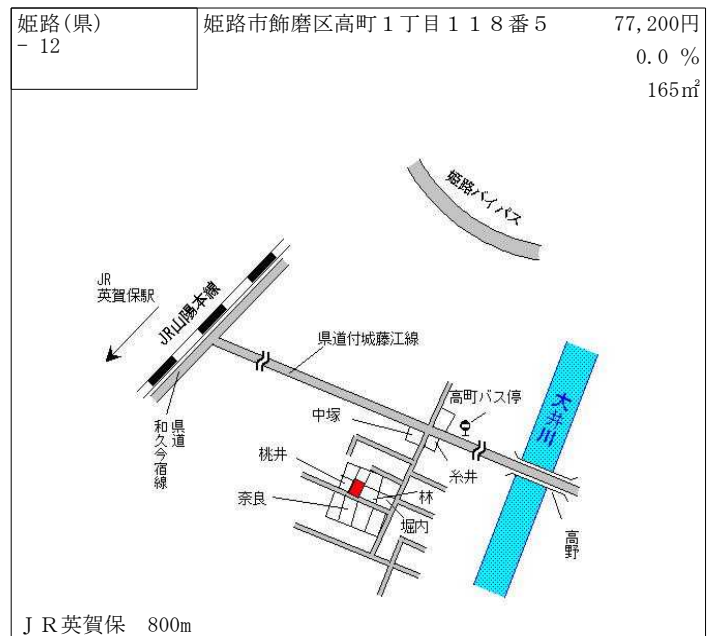 姫路(県)
- 12
姫路市飾磨区高町１丁目１１８番５
77,200円
0.0 %
165㎡
姫路バイパス
JR
英賀保駅
JR山陽本線
県道付城藤江線
県道
和久今宿線
高町バス停
中塚
大井川
桃井
糸井
奈良
林
堀内
高野
ＪＲ英賀保　800m